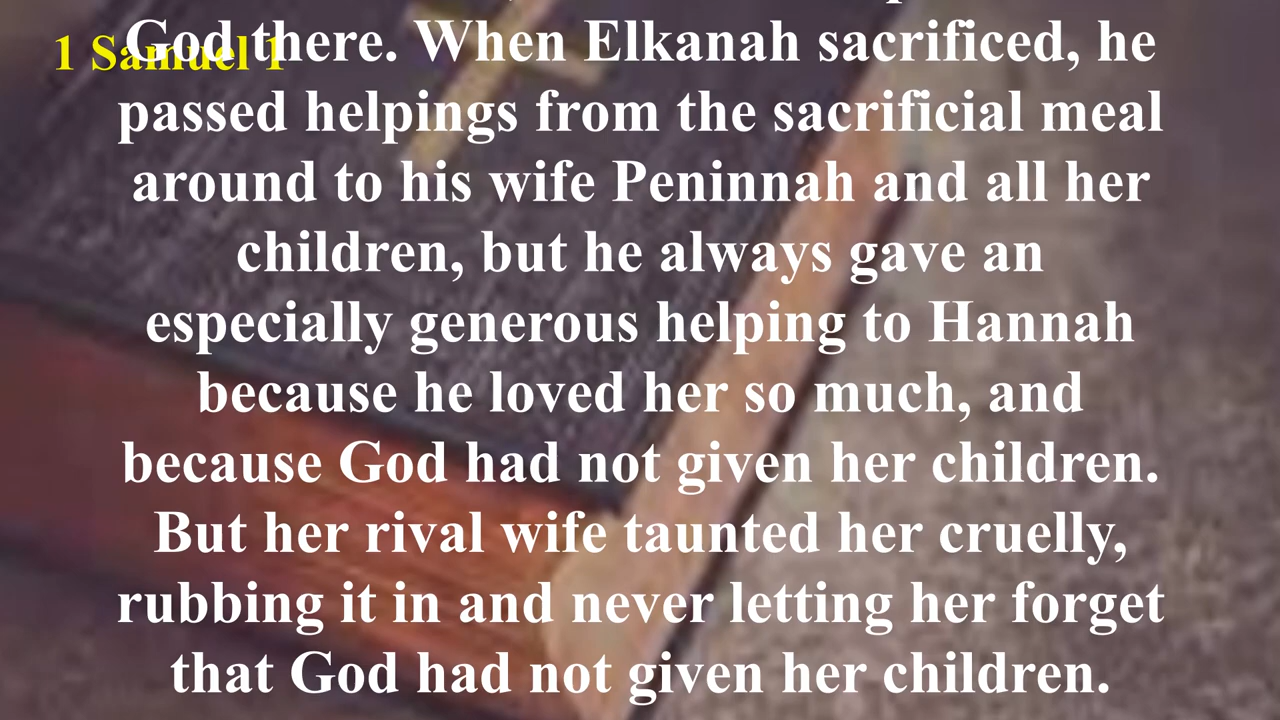 1 Samuel 1
God there. When Elkanah sacrificed, he
passed helpings from the sacrificial meal
around to his wife Peninnah and all her
children, but he always gave an
especially generous helping to Hannah
because he loved her so much, and
because God had not given her children.
But her rival wife taunted her cruelly,
rubbing it in and never letting her forget
that God had not given her children.